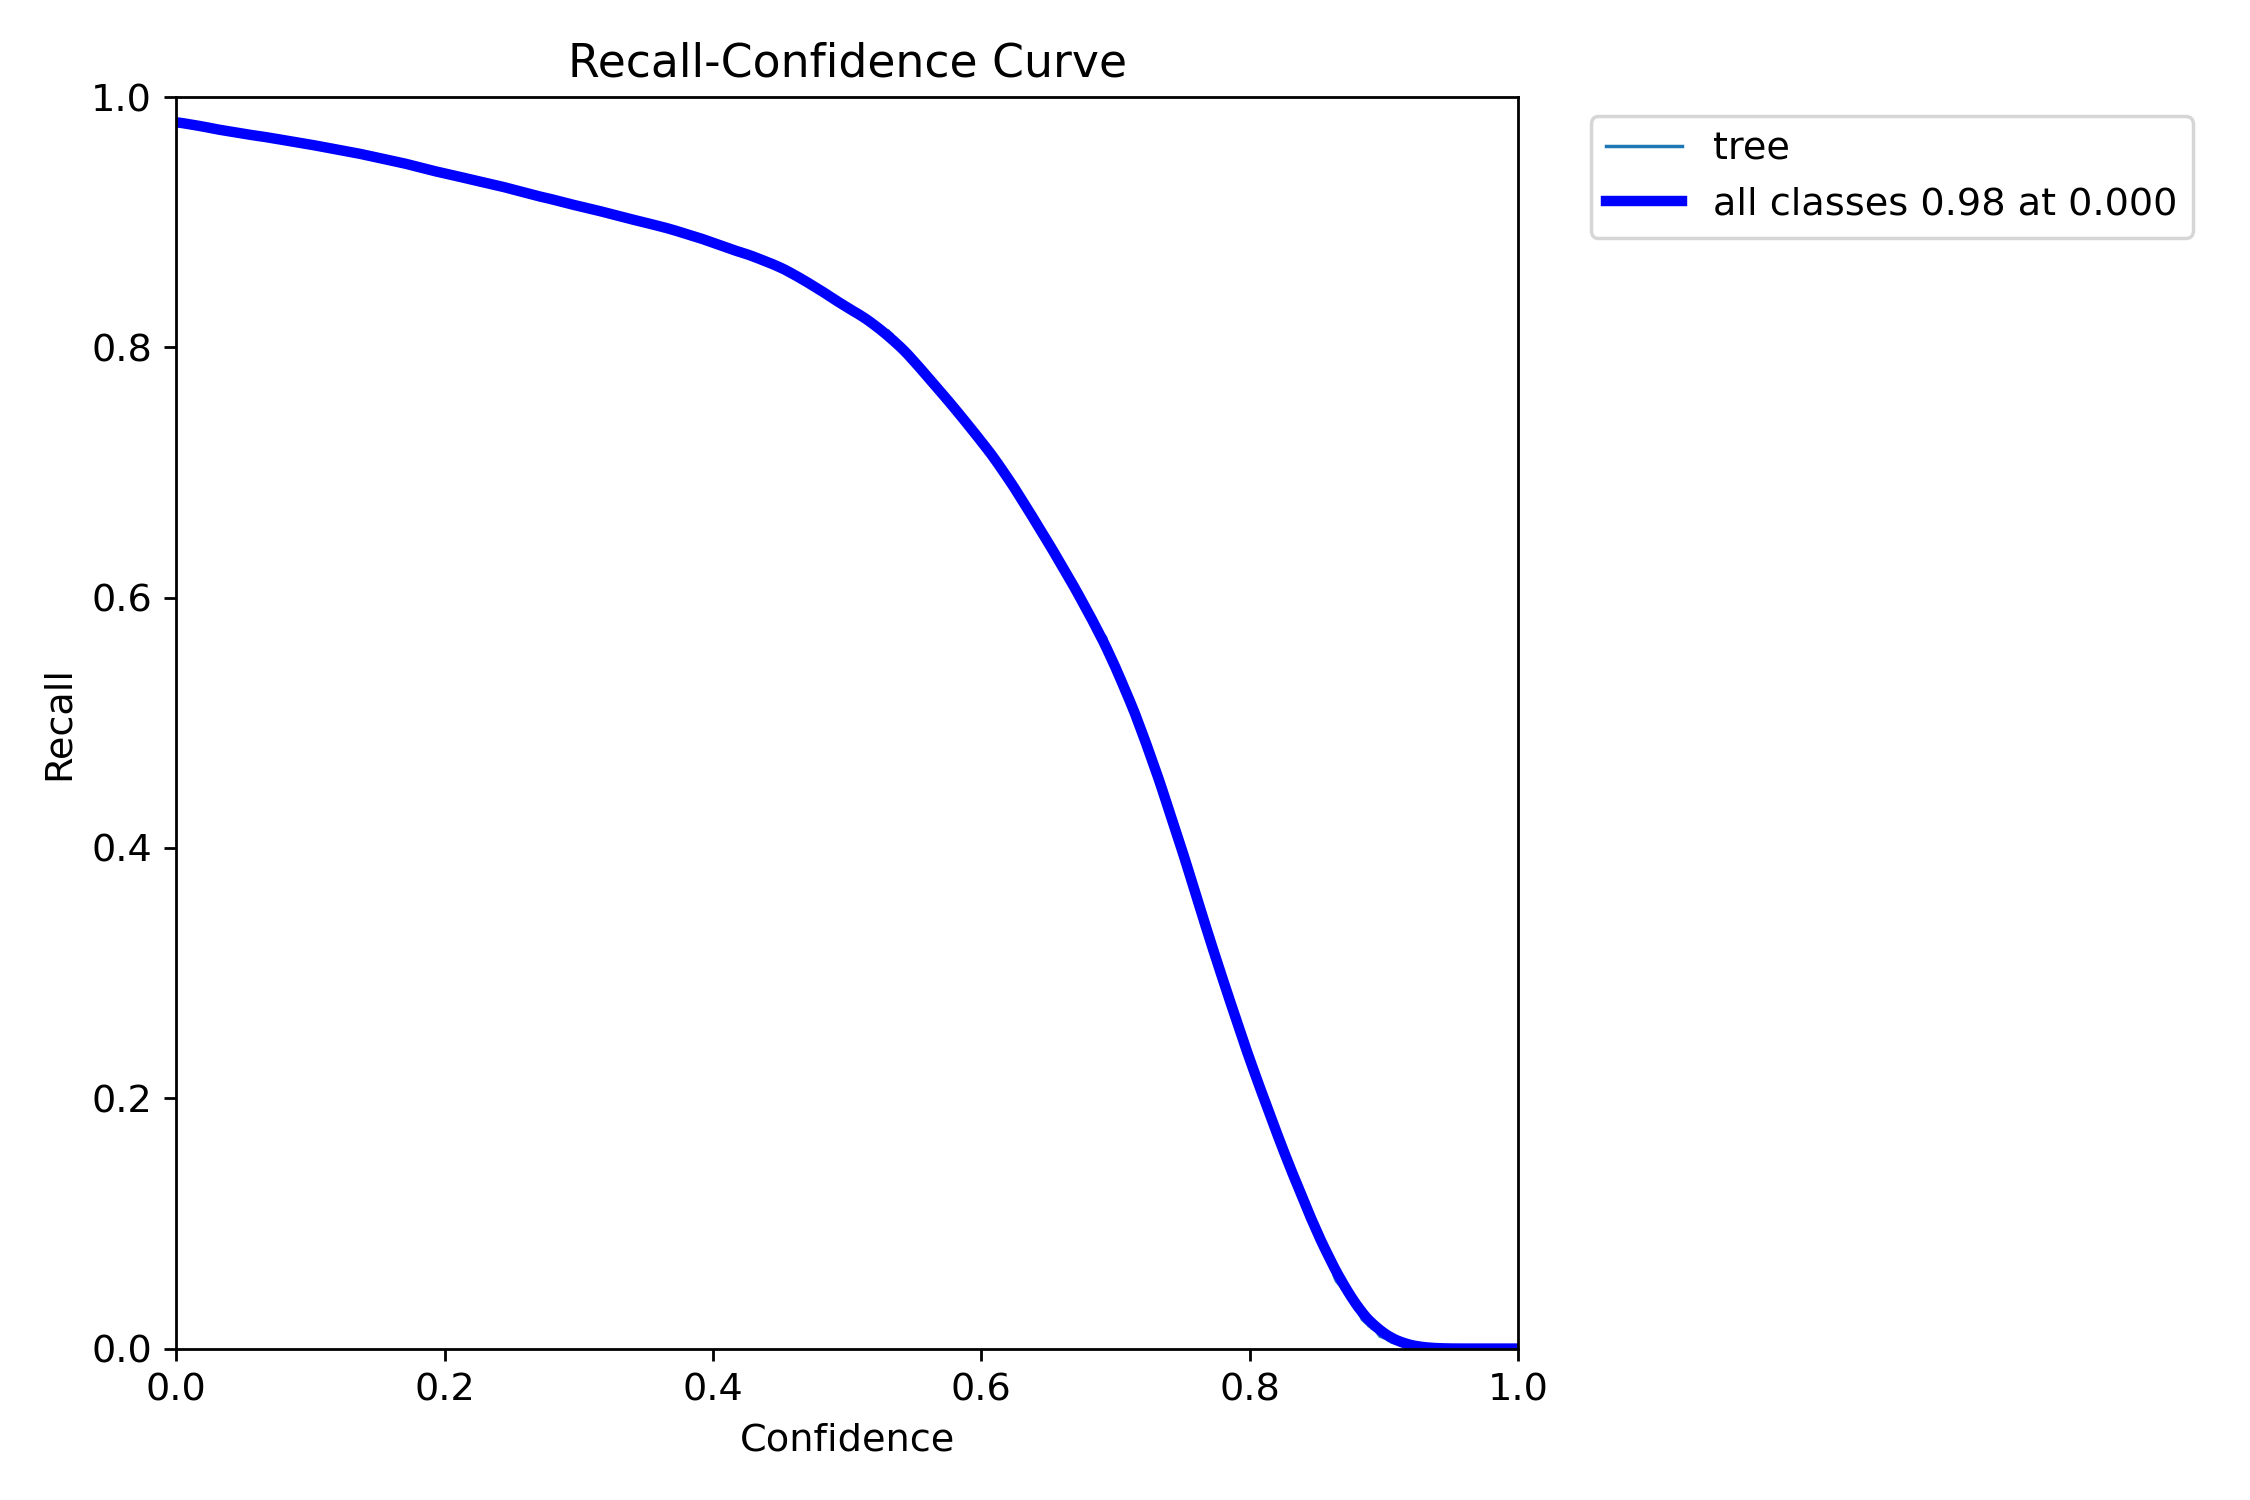 Recall-Confidence Curve
tree
all classes 0.98 at 0.000
1.0
0.8
0.6
0.4
0.2
0.0
Recall
0.0 0.2 0.4 0.6 0.8 1.0
Confidence